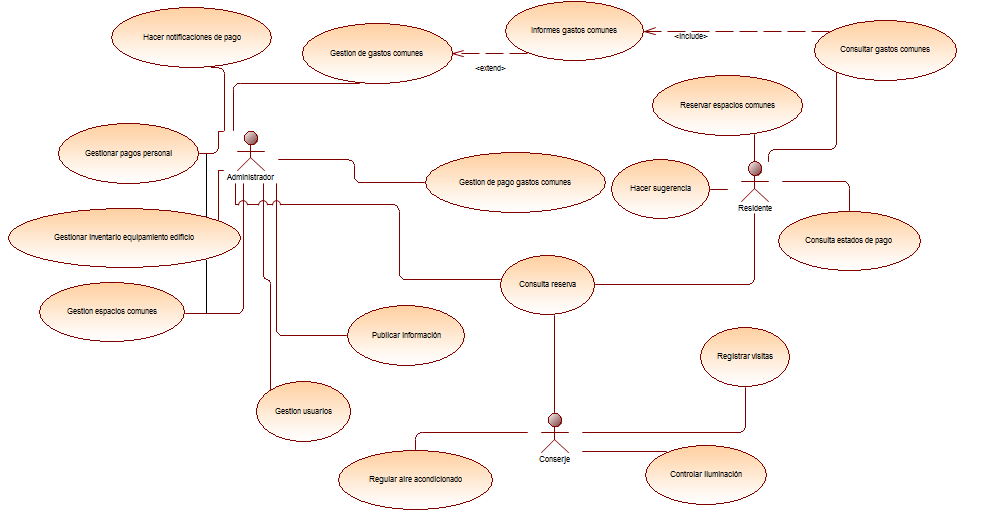 Informes gastos comunes
Hacer notificaciones de pago
<include>
Gestion de gastos comunes
Consultar gastos comunes
<extend>
Reservar espacios comunes
Gestionar pagos personal
Administrador
Gestion de pago gastos comunes
Hacer sugerencia
Residente
Gestionar inventario equipamiento edificio
Consulta estados de pago
Consulta reserva
Gestion espacios comunes
Publicar información
Registrar visitas
Gestion usuarios
Conserje
Regular aire acondicionado
Controlar iluminación